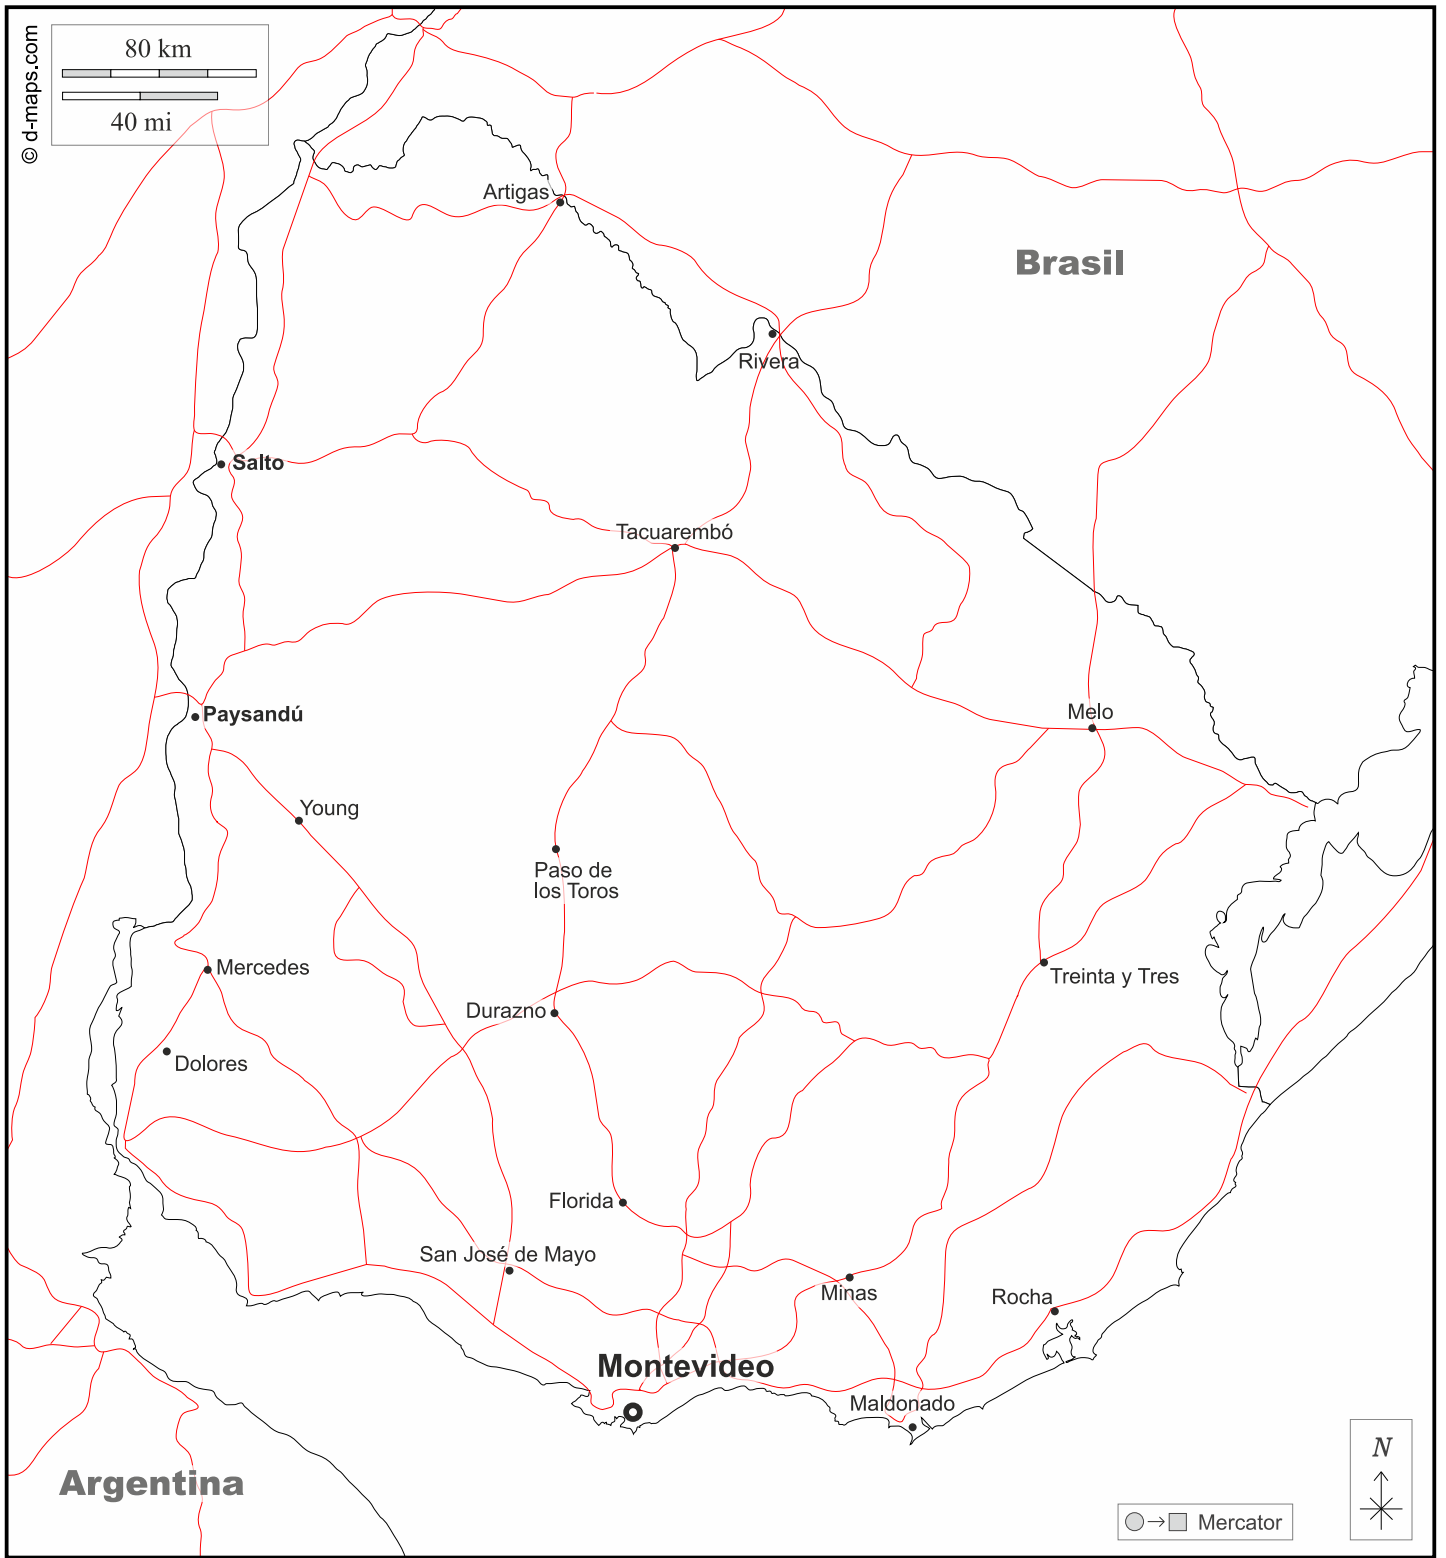 © d-maps.com
80 km
40 mi
Artigas
Brasil
Rivera
Salto
Tacuarembó
Paysandú
Melo
Young
Paso de
los Toros
Mercedes
Treinta y Tres
Durazno
Dolores
Florida
San José de Mayo
Minas
Rocha
Montevideo
Maldonado
Argentina
N
Mercator